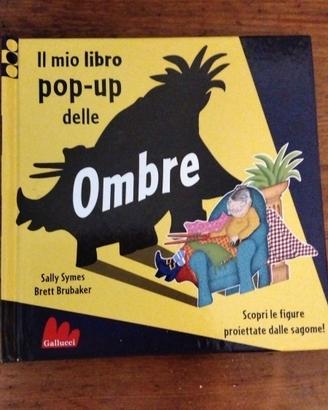 Il mio libro
pop-up
delle
Ombre
Sally Symes
Brett Brubaker
Gallucci
Scopri le figure
proiettate dalle sagome!